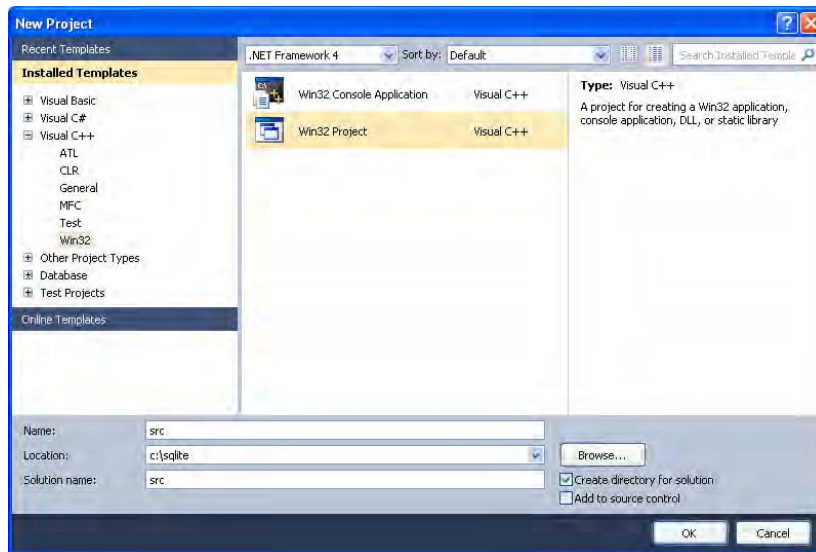 New Project
Recent Templates
.NET Framework 4
Sort by: Default
Search Installed Templa
Installed Templates
Visual Basic
Visual C#
Visual C++
ATL
CLR
General
MFC
Test
Win32
Other Project Types
Database
Test Projects
Online Templates
Win32 Console Application Visual C++
Win32 Project Visual C++
Type: Visual C++
A project for creating a Win32 application,
console application, DLL, or static library
Name: src
Location: c:\sqlite
Browse...
Solution name: src
Create directory for solution
Add to source control
OK Cancel